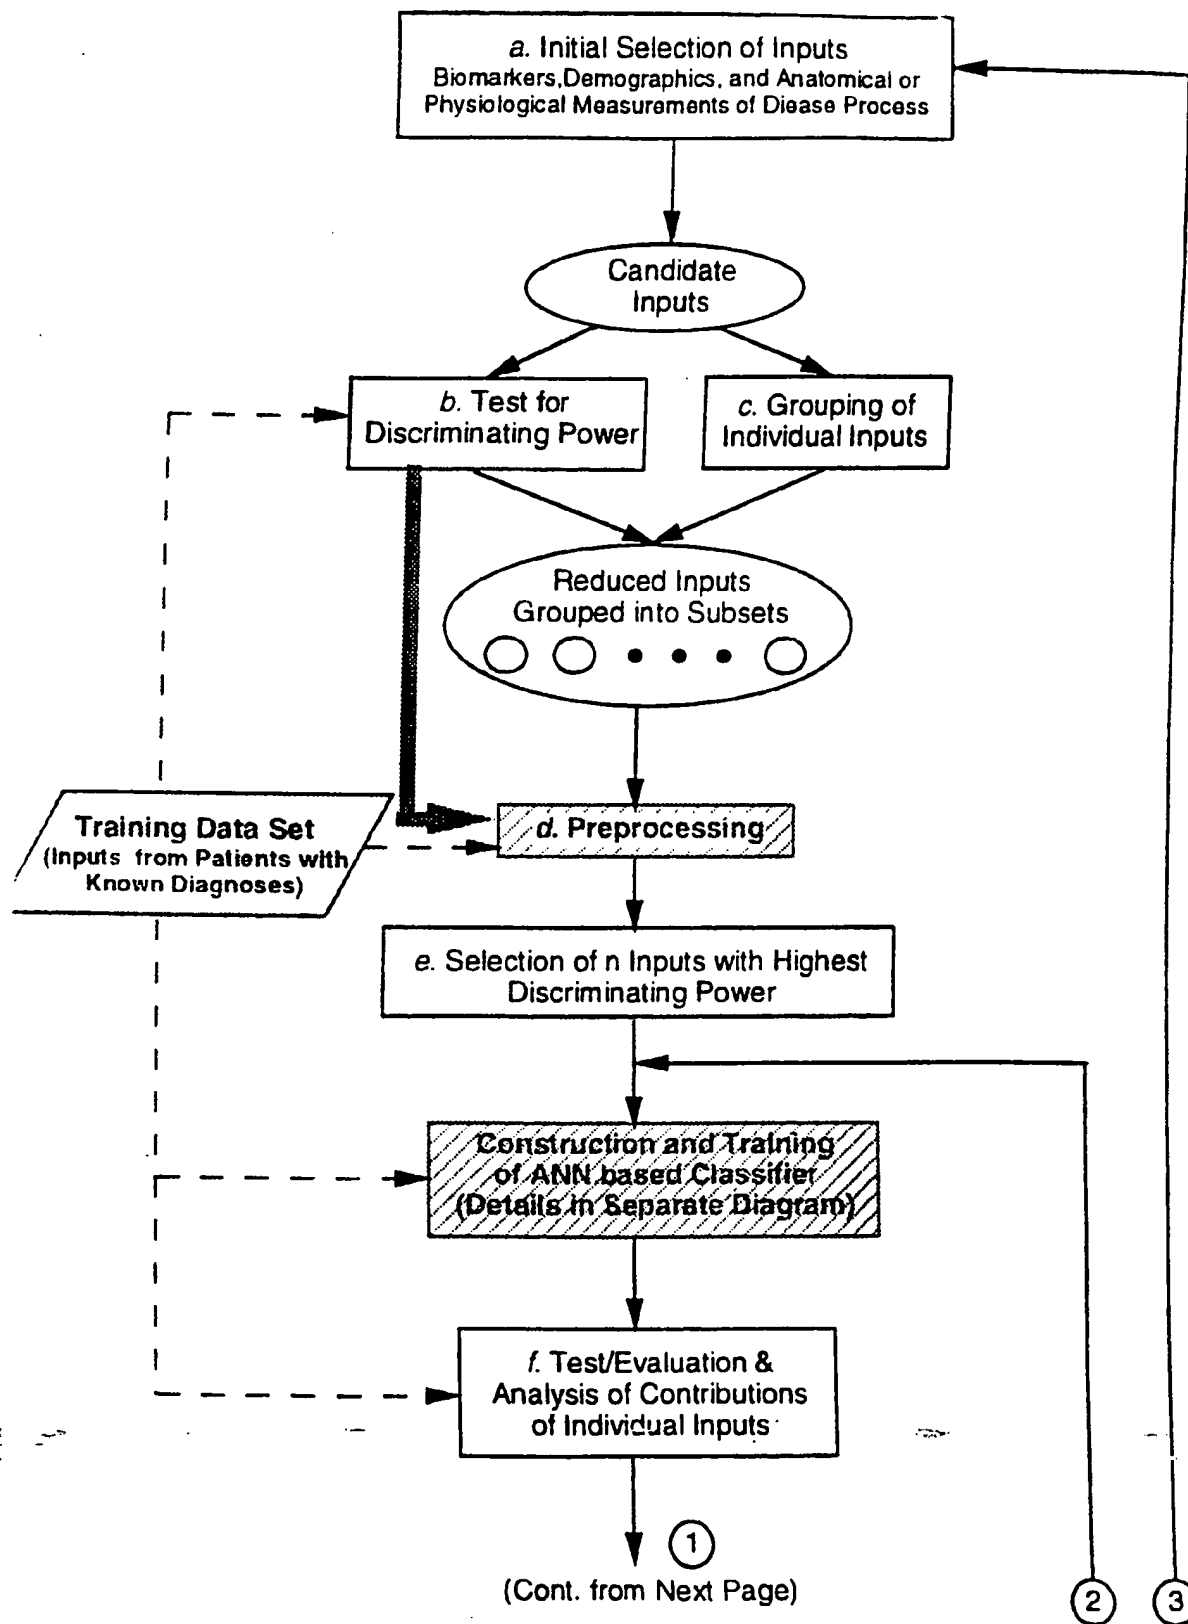 a. Initial Selection of Inputs
Biomarkers,Demographics, and Anatomical or
Physiological Measurements of Diease Process
Candidate
Inputs
b. Test for
Discriminating Power
c. Grouping of
Individual Inputs
Reduced Inputs
Grouped into Subsets
Training Data Set
(Inputs from Patients with
Known Diagnoses)
d. Preprocessing
e. Selection of n Inputs with Highest
Discriminating Power
Construction and Training
of ANN based Classifier
(Details in Separate Diagram)
f. Test/Evaluation &
Analysis of Contributions
of Individual Inputs
1
(Cont. from Next Page)
2
3